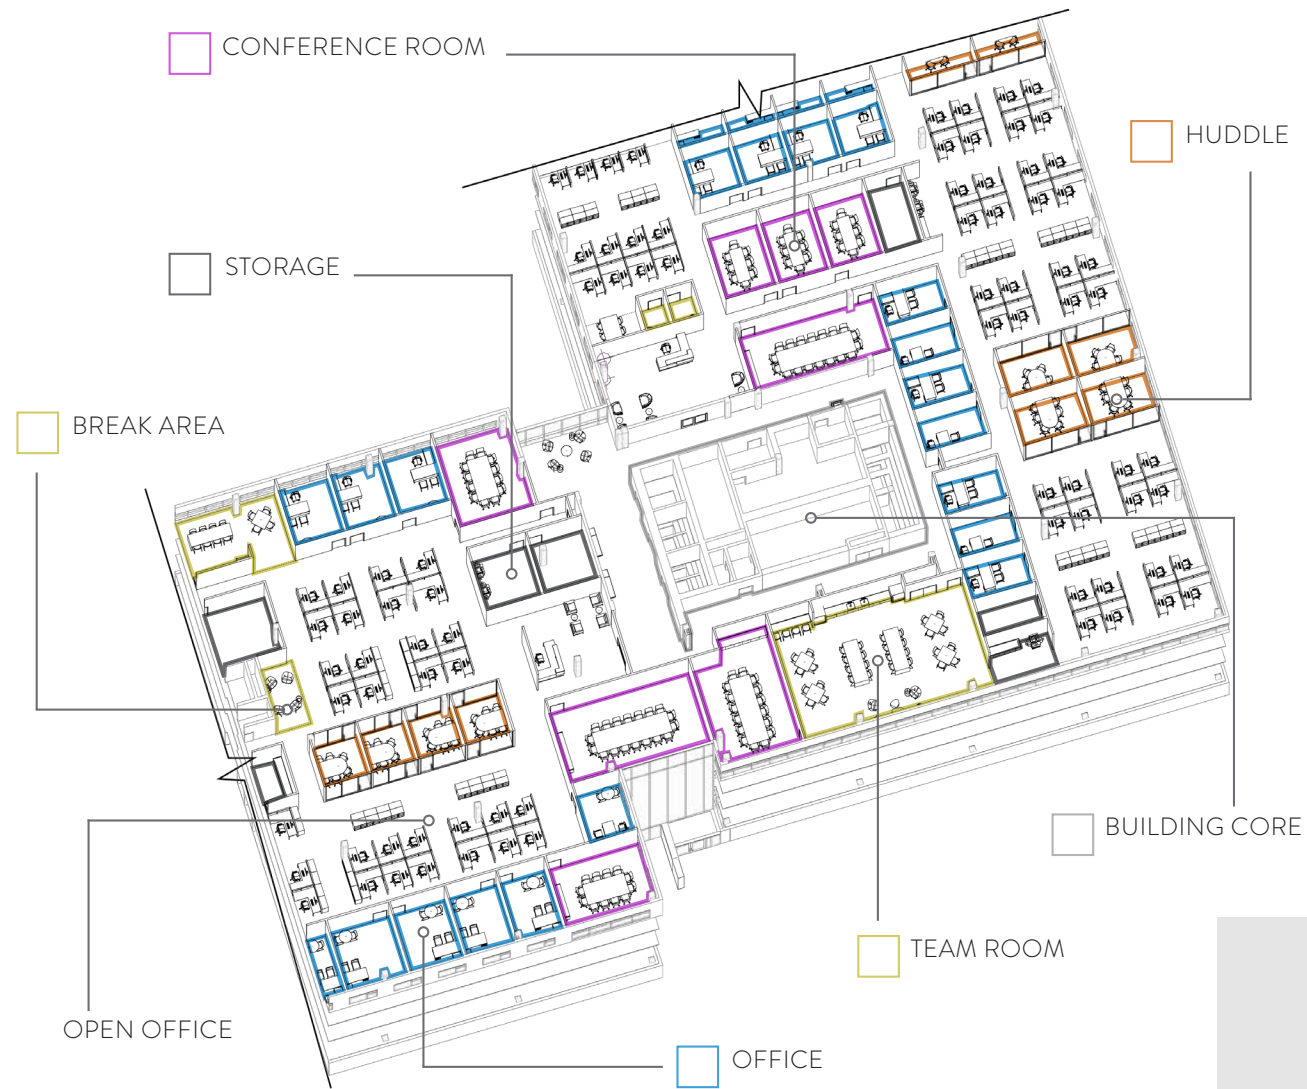 CONFERENCE ROOM
HUDDLE
STORAGE
BREAK AREA
BUILDING CORE
TEAM ROOM
OPEN OFFICE
OFFICE